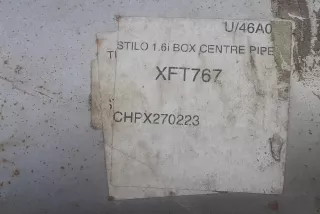 U/46A0
STILO 1.6i BOX CENTRE PIPE
XFT767
CHPX270223